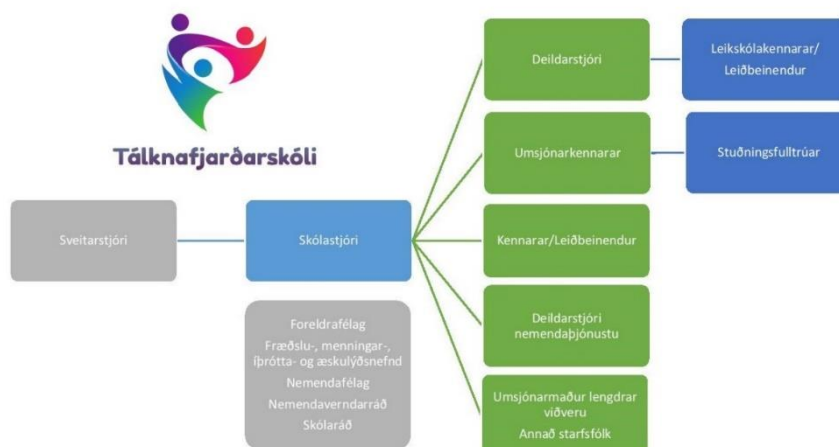 Tálknafjarðarskóli
Sveitarstjóri
Skólastjóri
Foreldrafélag
Fræðslu-, menningar-,
íþrótta- og æskulýðsnefnd
Nemendafélag
Nemendaverndarráð
Skólaráð
Deildarstjóri
Leikskólakennarar/
Leiðbeinendur
Umsjónarkennarar
Stuðningsfulltrúar
Kennarar/Leiðbeinendur
Deildarstjóri
nemendaþjónustu
Umsjónarmaður lengdrar
viðveru
Annað starfsfólk